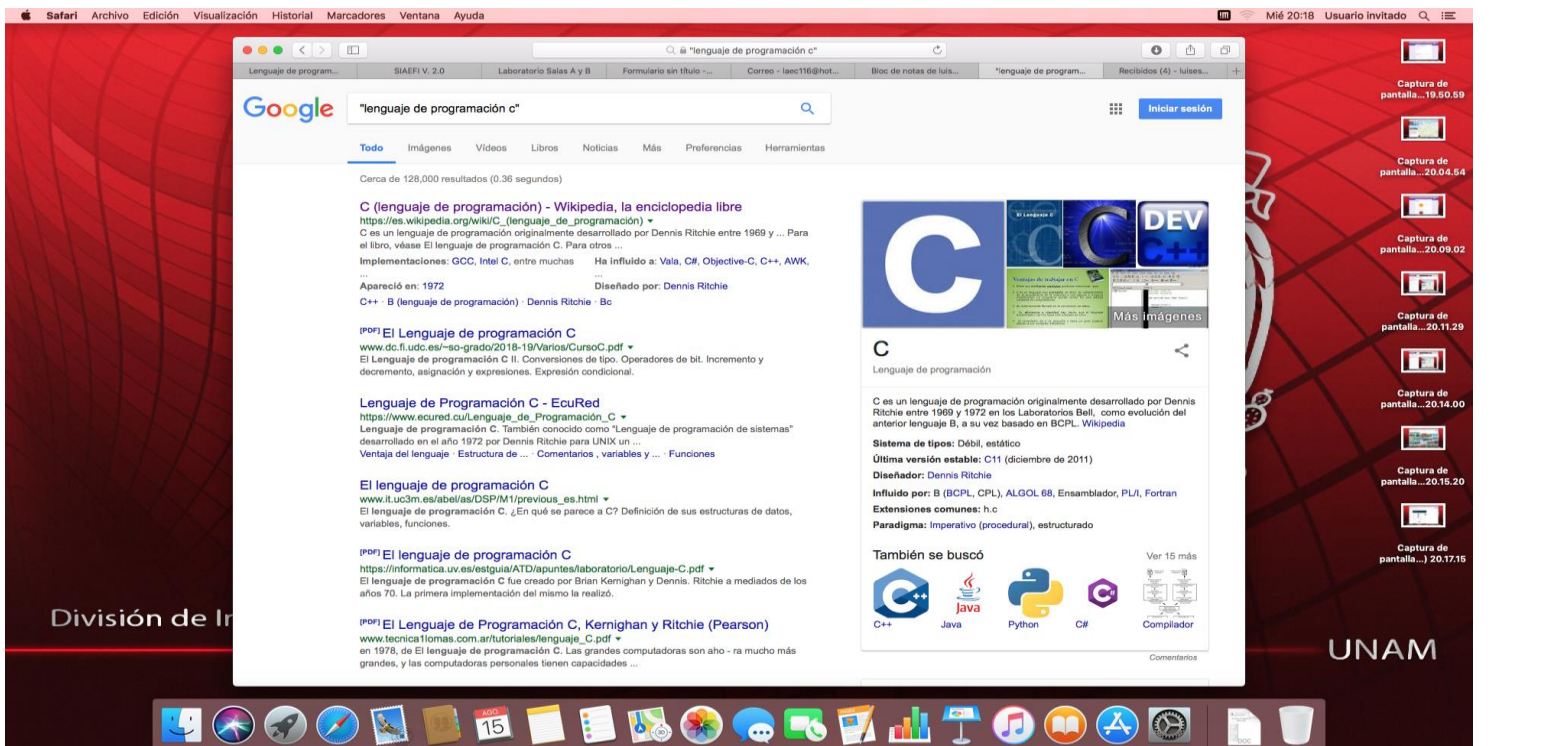 Safari Archivo Edición Visualización Historial Marcadores Ventana Ayuda
Mié 20:18 Usuario invitado
"lenguaje de programación c"
Lenguaje de program... SIAEFI V. 2.0 Laboratorio Salas A y B Formulario sin título -... Correo - laec116@hot... Bloc de notas de luis... "lenguaje de program... Recibidos (4) - luises...
Google
"lenguaje de programación c"
Iniciar sesión
Todo Imágenes Vídeos Libros Noticias Más Preferencias Herramientas
Cerca de 128,000 resultados (0.36 segundos)
C (lenguaje de programación) - Wikipedia, la enciclopedia libre
https://es.wikipedia.org/wiki/C_(lenguaje_de_programación)
C es un lenguaje de programación originalmente desarrollado por Dennis Ritchie entre 1969 y ... Para
el libro, véase El lenguaje de programación C. Para otros ...
Implementaciones: GCC, Intel C, entre muchas Ha influido a: Vala, C#, Objective-C, C++, AWK,
... ...
Apareció en: 1972 Diseñado por: Dennis Ritchie
C++ · B (lenguaje de programación) · Dennis Ritchie · Bc
[PDF] El Lenguaje de programación C
www.dc.fi.udc.es/~so-grado/2018-19/Varios/CursoC.pdf
El Lenguaje de programación C II. Conversiones de tipo. Operadores de bit. Incremento y
decremento, asignación y expresiones. Expresión condicional.
Lenguaje de Programación C - EcuRed
https://www.ecured.cu/Lenguaje_de_Programación_C
Lenguaje de programación C. También conocido como "Lenguaje de programación de sistemas"
desarrollado en el año 1972 por Dennis Ritchie para UNIX un ...
Ventaja del lenguaje · Estructura de ... · Comentarios , variables y ... · Funciones
El lenguaje de programación C
www.it.uc3m.es/abel/as/DSP/M1/previous_es.html
El lenguaje de programación C. ¿En qué se parece a C? Definición de sus estructuras de datos,
variables, funciones.
[PDF] El lenguaje de programación C
https://informatica.uv.es/estguia/ATD/apuntes/laboratorio/Lenguaje-C.pdf
El lenguaje de programación C fue creado por Brian Kernighan y Dennis. Ritchie a mediados de los
años 70. La primera implementación del mismo la realizó.
[PDF] El Lenguaje de Programación C, Kernighan y Ritchie (Pearson)
www.tecnica1lomas.com.ar/tutoriales/lenguaje_C.pdf
en 1978, de El lenguaje de programación C. Las grandes computadoras son aho - ra mucho más
grandes, y las computadoras personales tienen capacidades ...
C
El Lenguaje C
C
C
DEV
C++
Ventajas de trabajar en C
Más imágenes
C
Lenguaje de programación
C es un lenguaje de programación originalmente desarrollado por Dennis
Ritchie entre 1969 y 1972 en los Laboratorios Bell, como evolución del
anterior lenguaje B, a su vez basado en BCPL. Wikipedia
Sistema de tipos: Débil, estático
Última versión estable: C11 (diciembre de 2011)
Diseñador: Dennis Ritchie
Influido por: B (BCPL, CPL), ALGOL 68, Ensamblador, PL/I, Fortran
Extensiones comunes: h.c
Paradigma: Imperativo (procedural), estructurado
También se buscó Ver 15 más
C++
Java
C#
C++ Java Python C# Compilador
Comentarios
Captura de
pantalla...19.50.59
Captura de
pantalla...20.04.54
Captura de
pantalla...20.09.02
Captura de
pantalla...20.11.29
Captura de
pantalla...20.14.00
Captura de
pantalla...20.15.20
Captura de
pantalla...) 20.17.15
División de In
UNAM
AGO
15
DOC